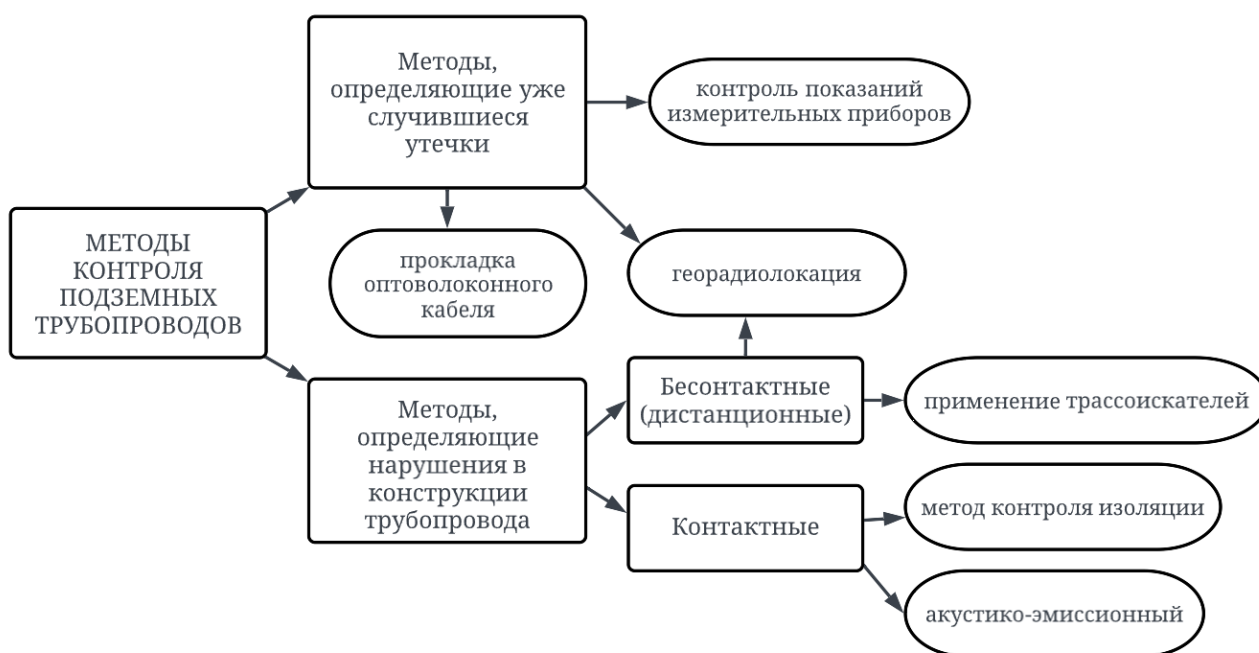 Методы,
определяющие уже
случившиеся
утечки
контроль показаний
измерительных приборов
МЕТОДЫ
КОНТРОЛЯ
ПОДЗЕМНЫХ
ТРУБОПРОВОДОВ
прокладка
оптоволоконного
кабеля
георадиолокация
Методы,
определяющие
нарушения в
конструкции
трубопровода
Бесонтактные
(дистанционные)
применение трассоискателей
Контактные
метод контроля изоляции
акустико-эмиссионный